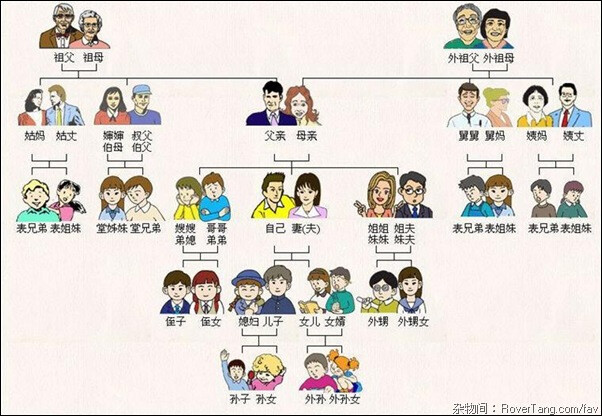 祖父 祖母
外祖父 外祖母
姑妈 姑丈
婶婶 叔父
伯母 伯父
父亲 母亲
舅舅 舅妈
姨妈 姨丈
表兄弟 表姐妹
堂姊妹 堂兄弟
嫂嫂 哥哥
弟媳 弟弟
自己 妻(夫)
姐姐 姐夫
妹妹 妹夫
表兄弟 表姐妹
表兄弟 表姐妹
侄子 侄女
媳妇 儿子
女儿 女婿
外甥 外甥女
孙子 孙女
外孙 外孙女
杂物间：RoverTang.com/fav